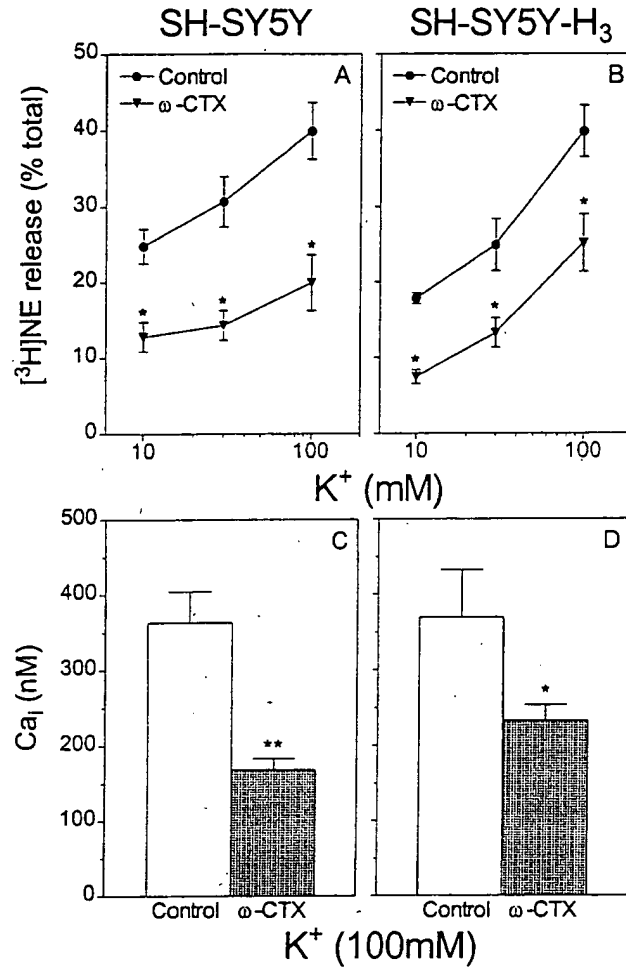 SH-SY5Y SH-SY5Y-H₃
[³H]NE release (% total)
50
40
30
20
10
0
Control
ω-CTX
A
*
*
*
10
100
Control
ω-CTX
B
*
*
*
10
100
K⁺ (mM)
Caᵢ (nM)
500
400
300
200
100
0
C
**
Control ω-CTX
D
*
Control ω-CTX
K⁺ (100mM)